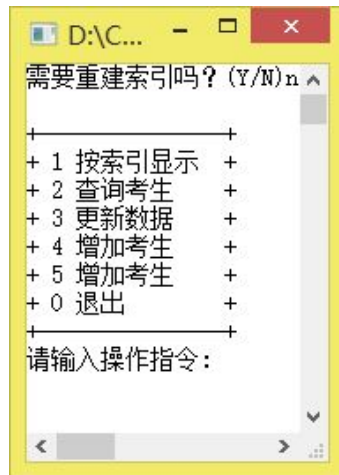 D:\C...
需要重建索引吗？(Y/N)n
+————————+
+ 1 按索引显示 +
+ 2 查询考生 +
+ 3 更新数据 +
+ 4 增加考生 +
+ 5 增加考生 +
+ 0 退出 +
+————————+
请输入操作指令: